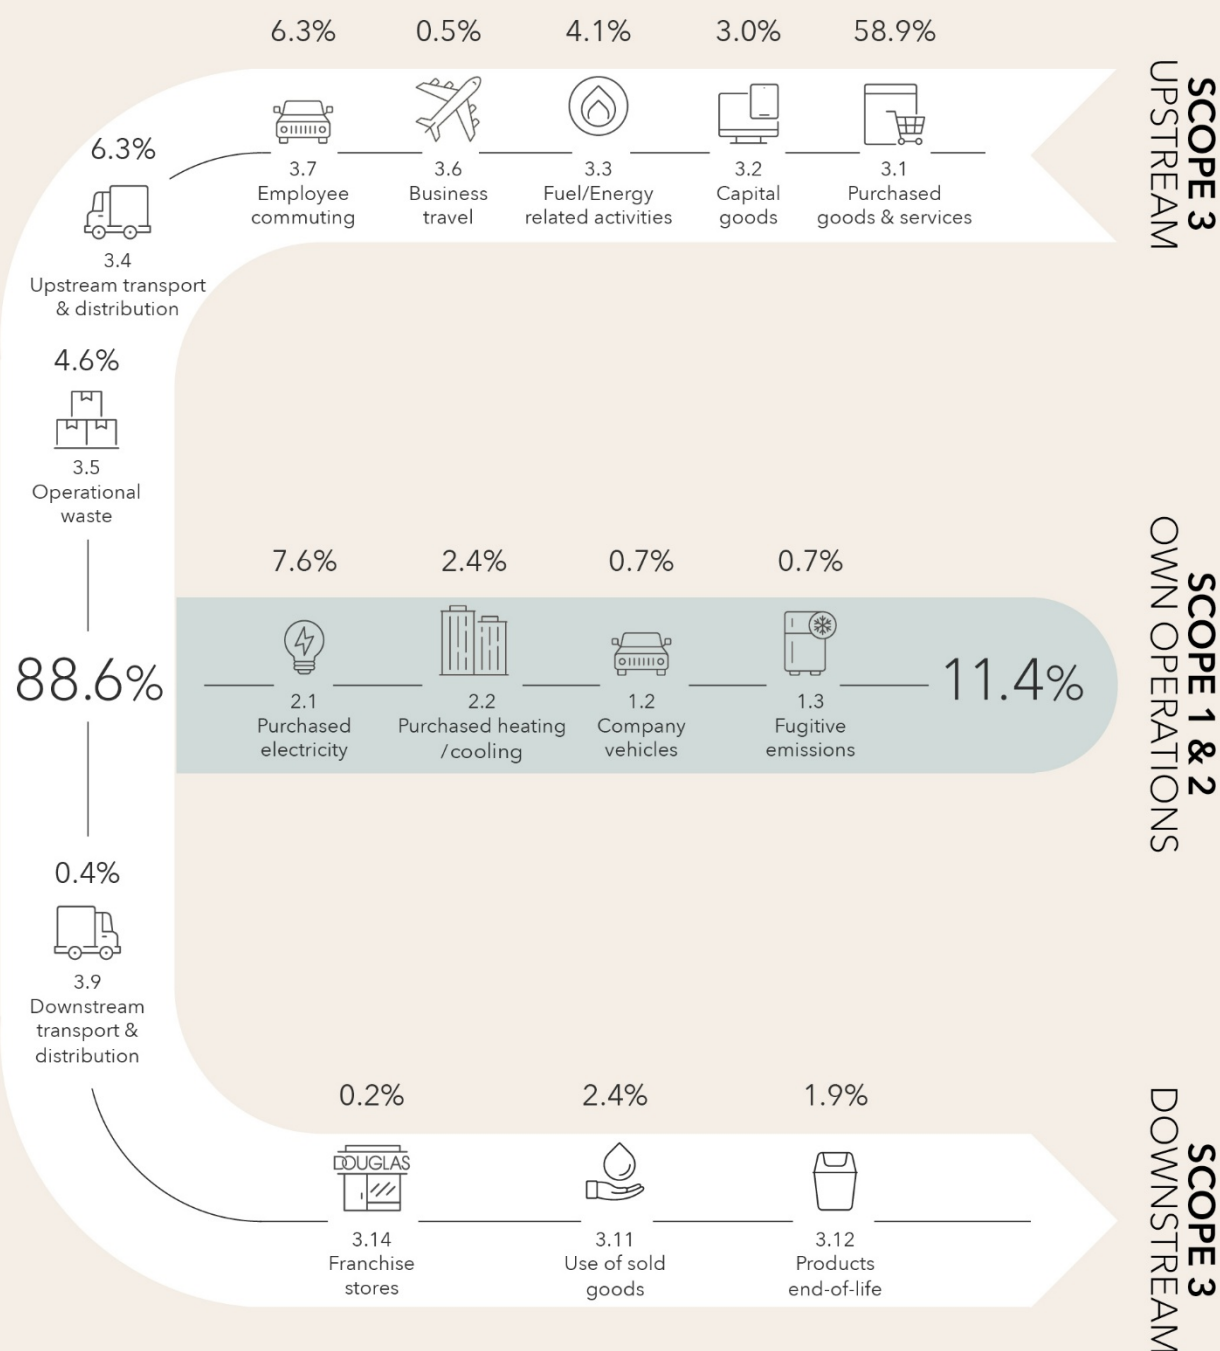 6.3%
0.5%
4.1%
3.0%
58.9%
3.7
Employee
commuting
3.6
Business
travel
3.3
Fuel/Energy
related activities
3.2
Capital
goods
3.1
Purchased
goods & services
SCOPE 3
UPSTREAM
6.3%
3.4
Upstream transport
& distribution
4.6%
3.5
Operational
waste
88.6%
7.6%
2.4%
0.7%
0.7%
2.1
Purchased
electricity
2.2
Purchased heating
/cooling
1.2
Company
vehicles
1.3
Fugitive
emissions
11.4%
SCOPE 1 & 2
OWN OPERATIONS
0.4%
3.9
Downstream
transport &
distribution
0.2%
2.4%
1.9%
DOUGLAS
3.14
Franchise
stores
3.11
Use of sold
goods
3.12
Products
end-of-life
SCOPE 3
DOWNSTREAM